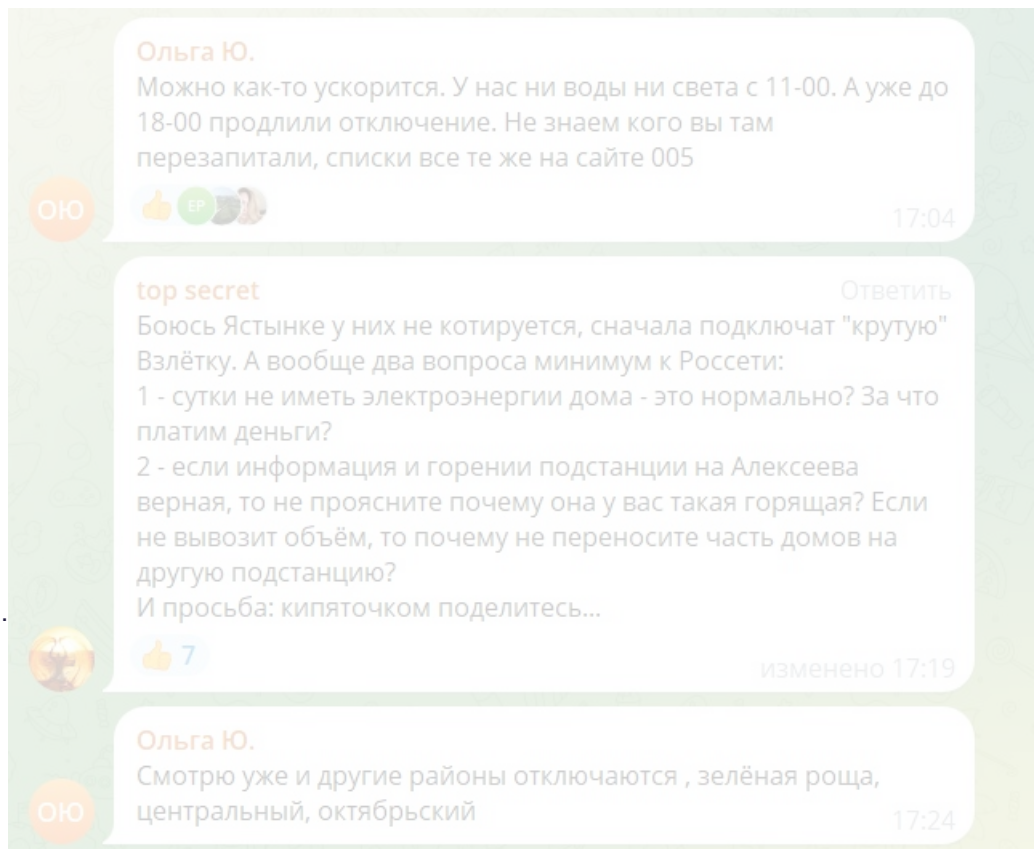 Ольга Ю.
Можно как-то ускорится. У нас ни воды ни света с 11-00. А уже до
18-00 продлили отключение. Не знаем кого вы там
перезапитали, списки все те же на сайте 005
ОЮ
EP
17:04
top secret
Ответить
Боюсь Ястынке у них не котируется, сначала подключат "крутую"
Взлётку. А вообще два вопроса минимум к Россети:
1 - сутки не иметь электроэнергии дома - это нормально? За что
платим деньги?
2 - если информация и горении подстанции на Алексеева
верная, то не проясните почему она у вас такая горящая? Если
не вывозит объём, то почему не переносите часть домов на
другую подстанцию?
И просьба: кипяточком поделитесь...
7
изменено 17:19
Ольга Ю.
Смотрю уже и другие районы отключаются , зелёная роща,
центральный, октябрьский
ОЮ
17:24